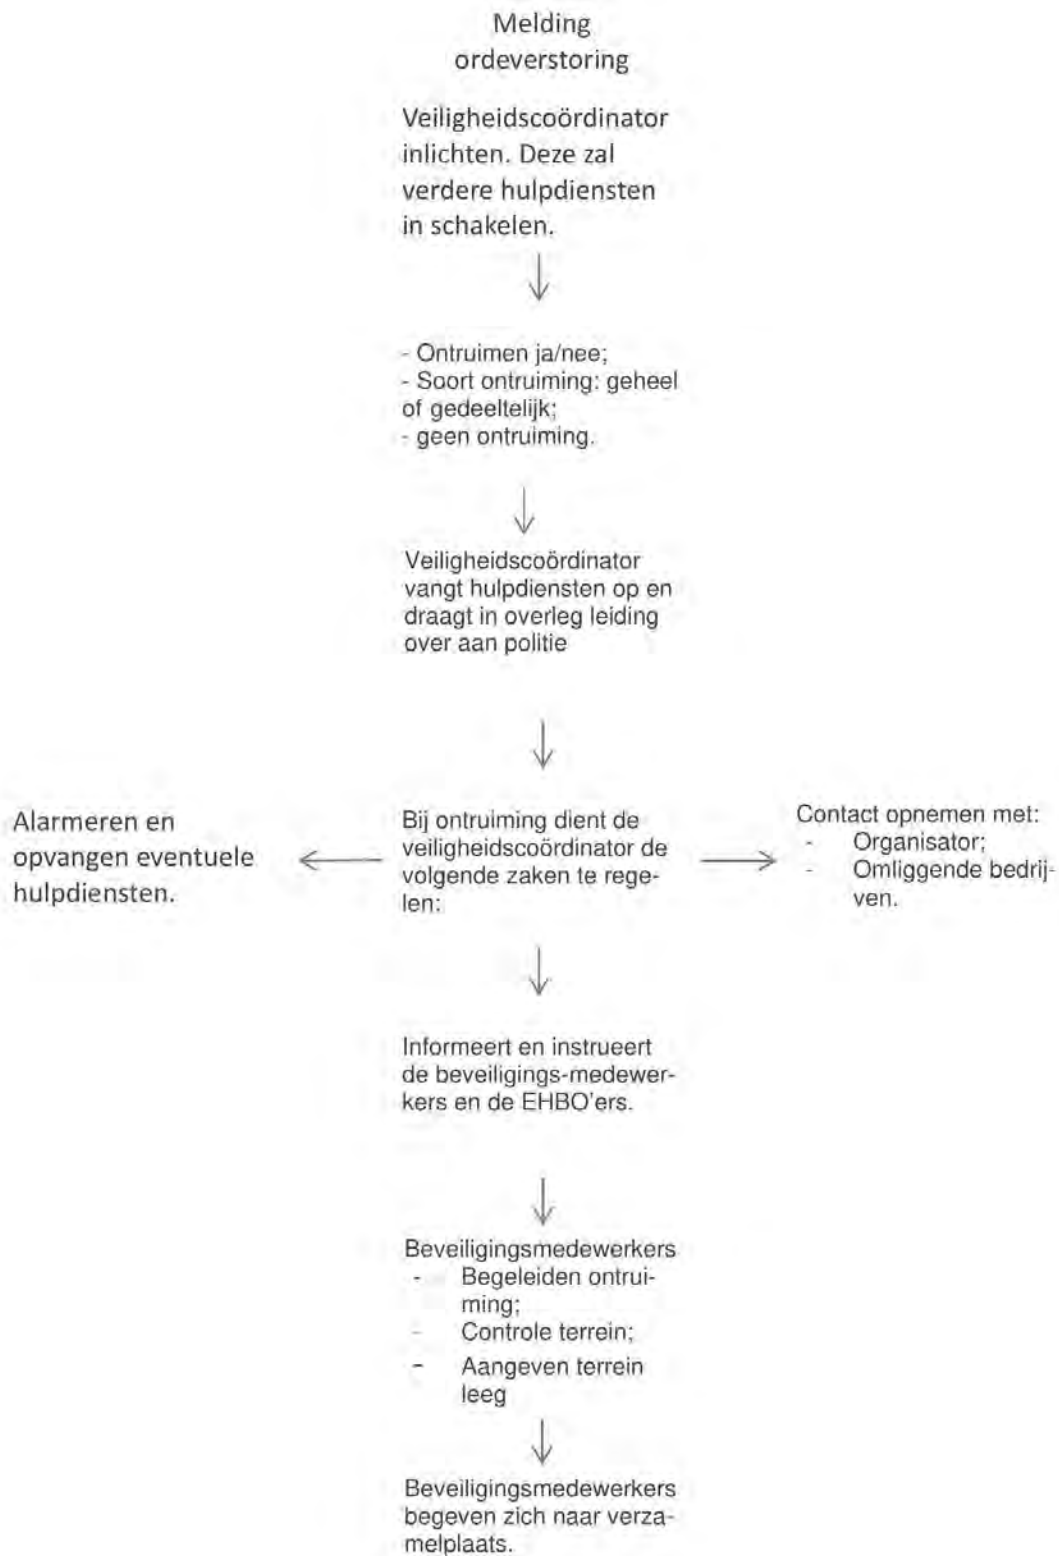 Melding
ordeverstoring
Veiligheidscoördinator
inlichten. Deze zal
verdere hulpdiensten
in schakelen.
- Ontruimen ja/nee;
- Soort ontruiming: geheel
of gedeeltelijk;
- geen ontruiming.
Veiligheidscoördinator
vangt hulpdiensten op en
draagt in overleg leiding
over aan politie
Alarmeren en
opvangen eventuele
hulpdiensten.
Bij ontruiming dient de
veiligheidscoördinator de
volgende zaken te rege-
len:
Contact opnemen met:
- Organisator;
- Omliggende bedrij-
ven.
Informeert en instrueert
de beveiligings-medewer-
kers en de EHBO'ers.
Beveiligingsmedewerkers
- Begeleiden ontrui-
ming;
- Controle terrein;
- Aangeven terrein
leeg
Beveiligingsmedewerkers
begeven zich naar verza-
melplaats.